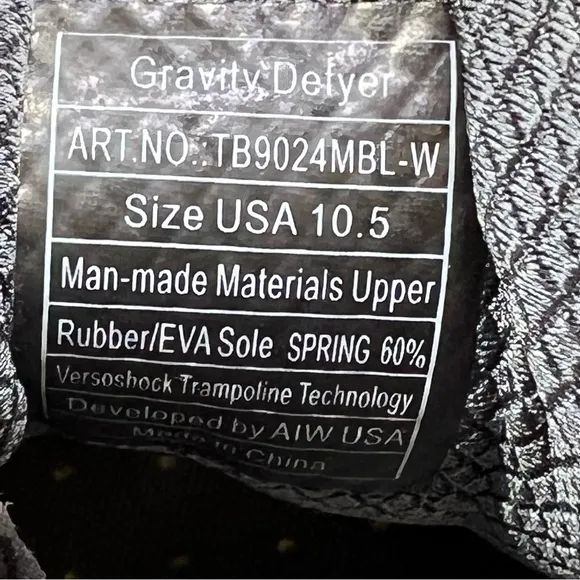 Gravity Defyer
ART.NO.:TB9024MBL-W
Size USA 10.5
Man-made Materials Upper
Rubber/EVA Sole SPRING 60%
Versoshock Trampoline Technology
Developed by AIW USA
Made in China